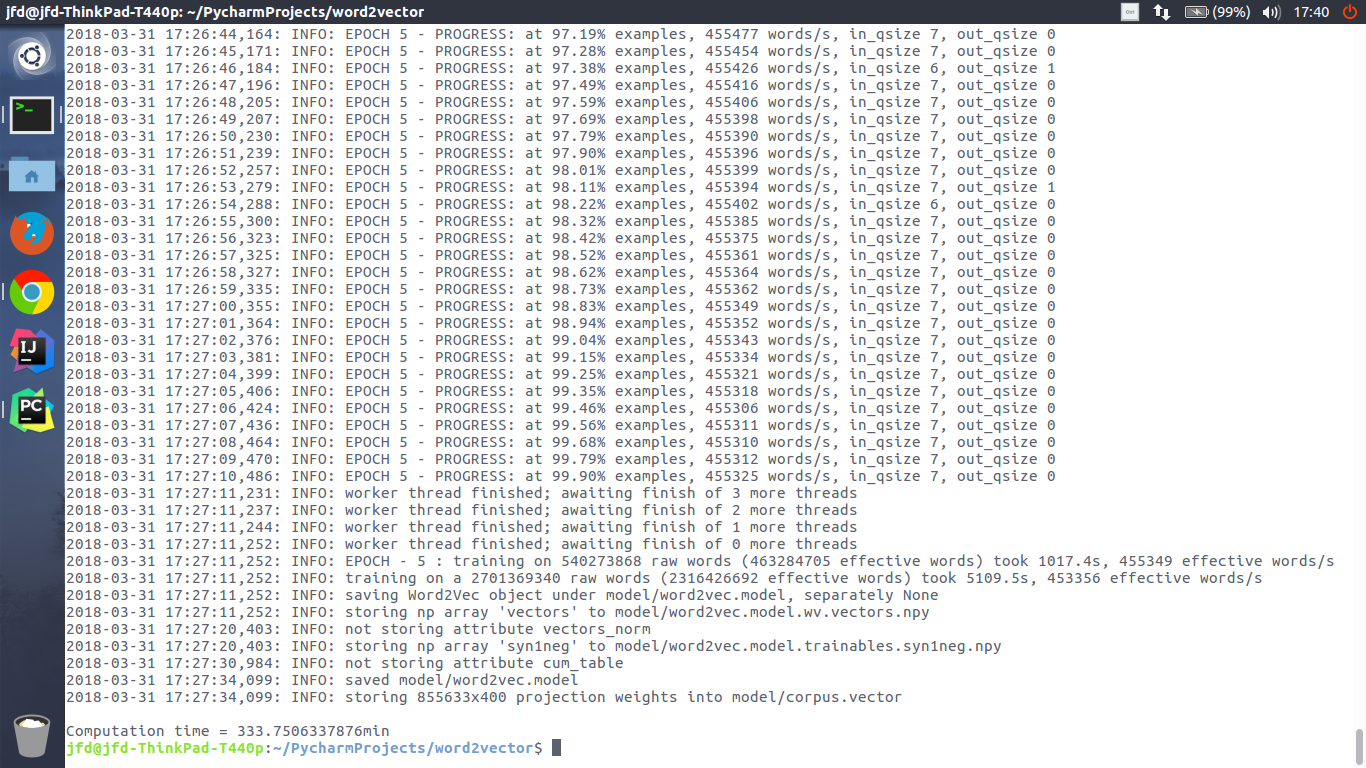 jfd@jfd-ThinkPad-T440p: ~/PycharmProjects/word2vector
(99%) 17:40
2018-03-31 17:26:44,164: INFO: EPOCH 5 - PROGRESS: at 97.19% examples, 455477 words/s, in_qsize 7, out_qsize 0
2018-03-31 17:26:45,171: INFO: EPOCH 5 - PROGRESS: at 97.28% examples, 455454 words/s, in_qsize 7, out_qsize 0
2018-03-31 17:26:46,184: INFO: EPOCH 5 - PROGRESS: at 97.38% examples, 455426 words/s, in_qsize 6, out_qsize 1
2018-03-31 17:26:47,196: INFO: EPOCH 5 - PROGRESS: at 97.49% examples, 455416 words/s, in_qsize 7, out_qsize 0
2018-03-31 17:26:48,205: INFO: EPOCH 5 - PROGRESS: at 97.59% examples, 455406 words/s, in_qsize 7, out_qsize 0
2018-03-31 17:26:49,207: INFO: EPOCH 5 - PROGRESS: at 97.69% examples, 455398 words/s, in_qsize 7, out_qsize 0
2018-03-31 17:26:50,230: INFO: EPOCH 5 - PROGRESS: at 97.79% examples, 455390 words/s, in_qsize 7, out_qsize 0
2018-03-31 17:26:51,239: INFO: EPOCH 5 - PROGRESS: at 97.90% examples, 455396 words/s, in_qsize 7, out_qsize 0
2018-03-31 17:26:52,257: INFO: EPOCH 5 - PROGRESS: at 98.01% examples, 455399 words/s, in_qsize 7, out_qsize 0
2018-03-31 17:26:53,279: INFO: EPOCH 5 - PROGRESS: at 98.11% examples, 455394 words/s, in_qsize 7, out_qsize 1
2018-03-31 17:26:54,288: INFO: EPOCH 5 - PROGRESS: at 98.22% examples, 455402 words/s, in_qsize 6, out_qsize 0
2018-03-31 17:26:55,300: INFO: EPOCH 5 - PROGRESS: at 98.32% examples, 455385 words/s, in_qsize 7, out_qsize 0
2018-03-31 17:26:56,323: INFO: EPOCH 5 - PROGRESS: at 98.42% examples, 455375 words/s, in_qsize 7, out_qsize 0
2018-03-31 17:26:57,325: INFO: EPOCH 5 - PROGRESS: at 98.52% examples, 455361 words/s, in_qsize 7, out_qsize 0
2018-03-31 17:26:58,327: INFO: EPOCH 5 - PROGRESS: at 98.62% examples, 455364 words/s, in_qsize 7, out_qsize 0
2018-03-31 17:26:59,335: INFO: EPOCH 5 - PROGRESS: at 98.73% examples, 455362 words/s, in_qsize 7, out_qsize 0
2018-03-31 17:27:00,355: INFO: EPOCH 5 - PROGRESS: at 98.83% examples, 455349 words/s, in_qsize 7, out_qsize 0
2018-03-31 17:27:01,364: INFO: EPOCH 5 - PROGRESS: at 98.94% examples, 455352 words/s, in_qsize 7, out_qsize 0
2018-03-31 17:27:02,376: INFO: EPOCH 5 - PROGRESS: at 99.04% examples, 455343 words/s, in_qsize 7, out_qsize 0
2018-03-31 17:27:03,381: INFO: EPOCH 5 - PROGRESS: at 99.15% examples, 455334 words/s, in_qsize 7, out_qsize 0
2018-03-31 17:27:04,399: INFO: EPOCH 5 - PROGRESS: at 99.25% examples, 455321 words/s, in_qsize 7, out_qsize 0
2018-03-31 17:27:05,406: INFO: EPOCH 5 - PROGRESS: at 99.35% examples, 455318 words/s, in_qsize 7, out_qsize 0
2018-03-31 17:27:06,424: INFO: EPOCH 5 - PROGRESS: at 99.46% examples, 455306 words/s, in_qsize 7, out_qsize 0
2018-03-31 17:27:07,436: INFO: EPOCH 5 - PROGRESS: at 99.56% examples, 455311 words/s, in_qsize 7, out_qsize 0
2018-03-31 17:27:08,464: INFO: EPOCH 5 - PROGRESS: at 99.68% examples, 455310 words/s, in_qsize 7, out_qsize 0
2018-03-31 17:27:09,470: INFO: EPOCH 5 - PROGRESS: at 99.79% examples, 455312 words/s, in_qsize 7, out_qsize 0
2018-03-31 17:27:10,486: INFO: EPOCH 5 - PROGRESS: at 99.90% examples, 455325 words/s, in_qsize 7, out_qsize 0
2018-03-31 17:27:11,231: INFO: worker thread finished; awaiting finish of 3 more threads
2018-03-31 17:27:11,237: INFO: worker thread finished; awaiting finish of 2 more threads
2018-03-31 17:27:11,244: INFO: worker thread finished; awaiting finish of 1 more threads
2018-03-31 17:27:11,252: INFO: worker thread finished; awaiting finish of 0 more threads
2018-03-31 17:27:11,252: INFO: EPOCH - 5 : training on 540273868 raw words (463284705 effective words) took 1017.4s, 455349 effective words/s
2018-03-31 17:27:11,252: INFO: training on a 2701369340 raw words (2316426692 effective words) took 5109.5s, 453356 effective words/s
2018-03-31 17:27:11,252: INFO: saving Word2Vec object under model/word2vec.model, separately None
2018-03-31 17:27:11,252: INFO: storing np array 'vectors' to model/word2vec.model.wv.vectors.npy
2018-03-31 17:27:20,403: INFO: not storing attribute vectors_norm
2018-03-31 17:27:20,403: INFO: storing np array 'syn1neg' to model/word2vec.model.trainables.syn1neg.npy
2018-03-31 17:27:30,984: INFO: not storing attribute cum_table
2018-03-31 17:27:34,099: INFO: saved model/word2vec.model
2018-03-31 17:27:34,099: INFO: storing 855633x400 projection weights into model/corpus.vector
Computation time = 333.7506337876min
jfd@jfd-ThinkPad-T440p:~/PycharmProjects/word2vector$
IJ
PC